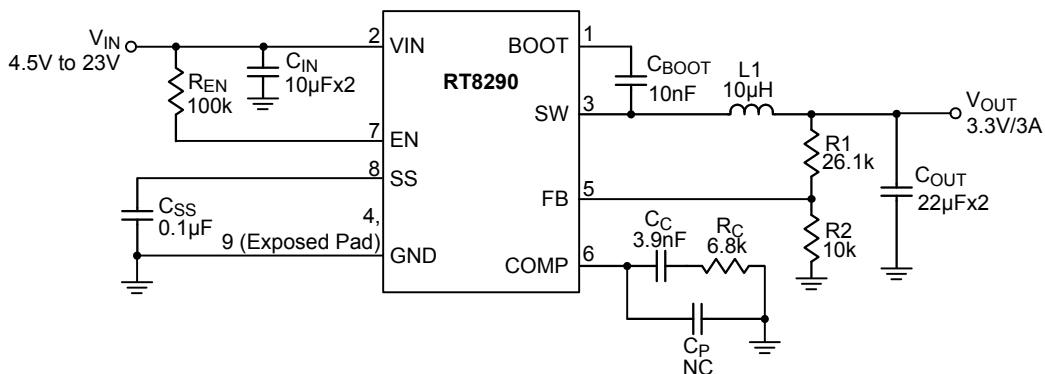 VIN
4.5V to 23V
REN
100k
CIN
10µFx2
2
VIN
7
EN
8
SS
CSS
0.1µF
4,
9 (Exposed Pad)
GND
RT8290
BOOT
1
CBOOT
10nF
SW
3
L1
10µH
VOUT
3.3V/3A
R1
26.1k
COUT
22µFx2
FB
5
R2
10k
COMP
6
CC
3.9nF
RC
6.8k
CP
NC